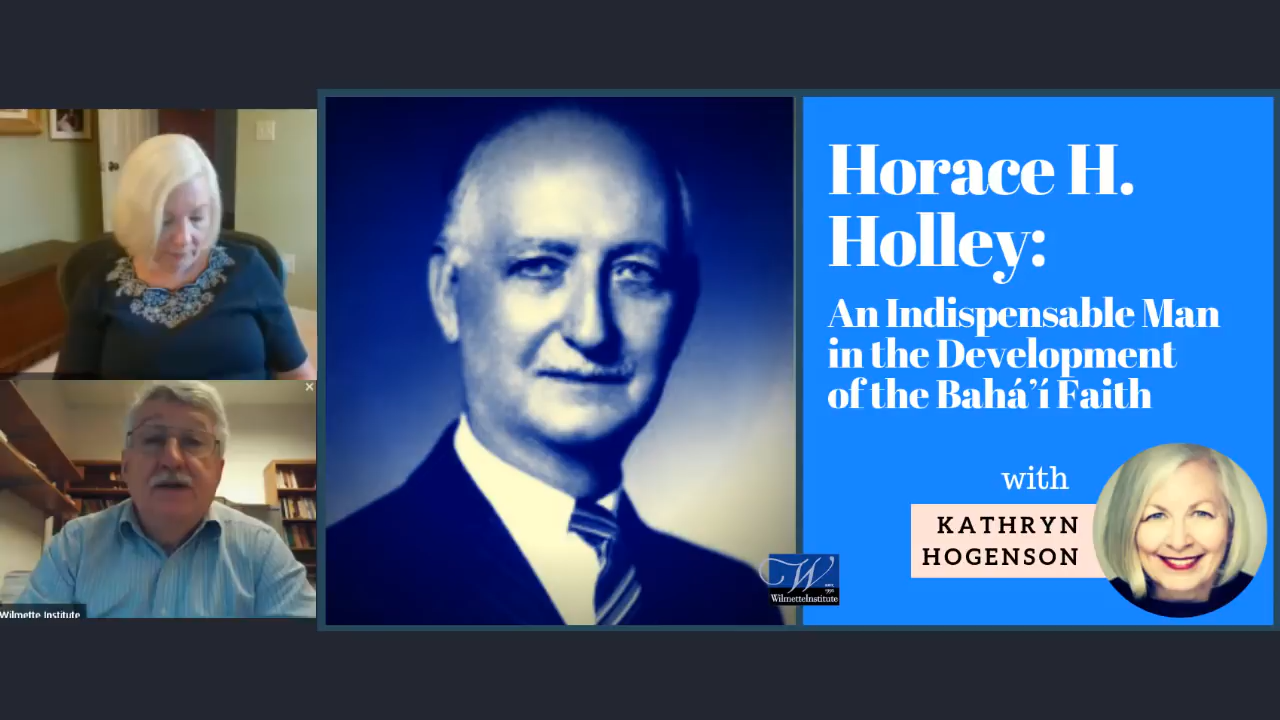 Horace H.
Holley:
An Indispensable Man
in the Development
of the Bahá’í Faith
with
KATHRYN
HOGENSON
W
WilmetteInstitute
Wilmette Institute